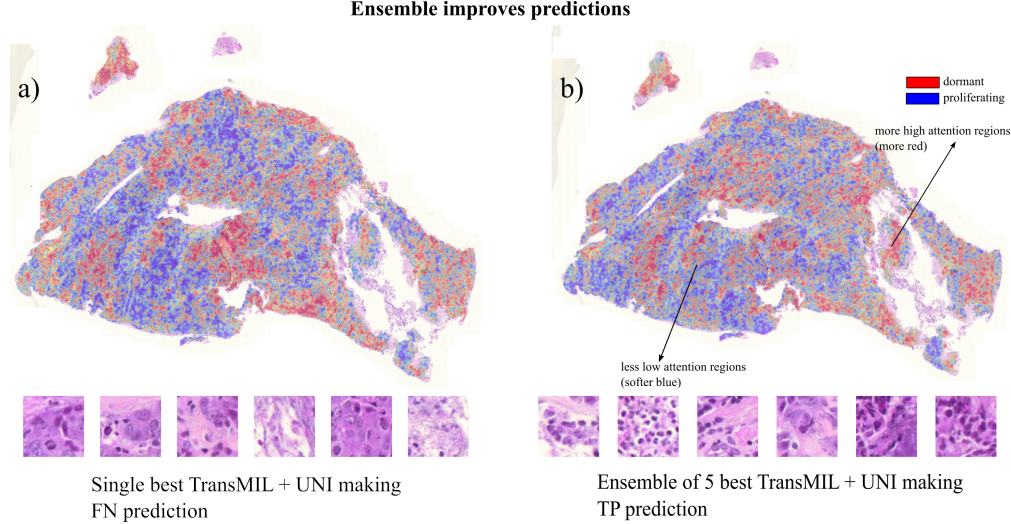 Ensemble improves predictions
a)
b)
dormant
proliferating
more high attention regions
(more red)
less low attention regions
(softer blue)
Single best TransMIL + UNI making
FN prediction
Ensemble of 5 best TransMIL + UNI making
TP prediction